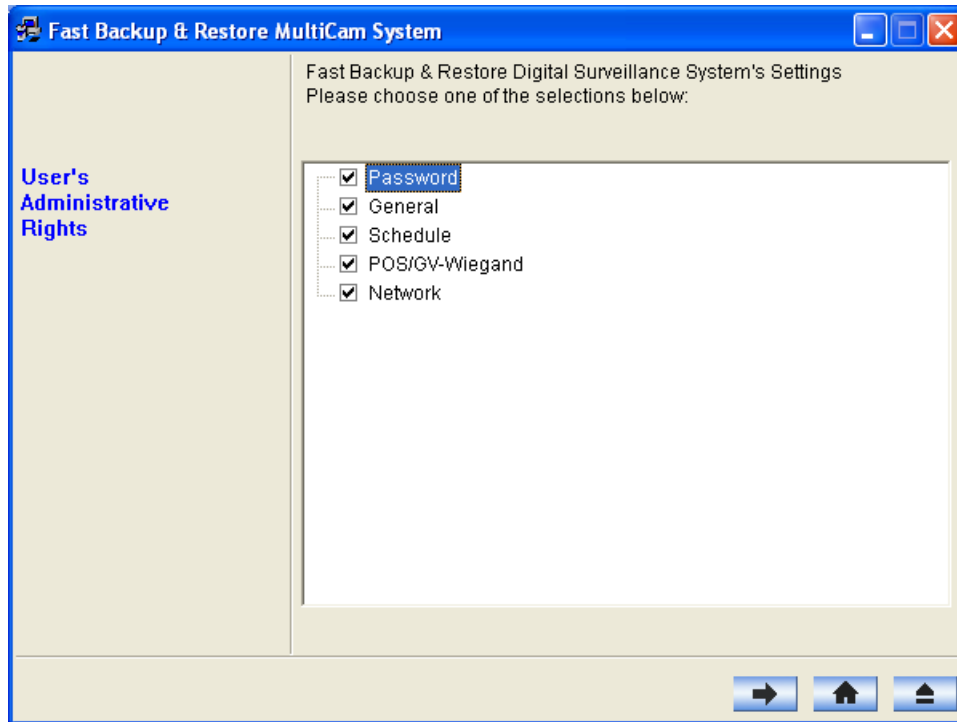 Fast Backup & Restore MultiCam System
Fast Backup & Restore Digital Surveillance System's Settings
Please choose one of the selections below:
User's
Administrative
Rights
Password
General
Schedule
POS/GV-Wiegand
Network